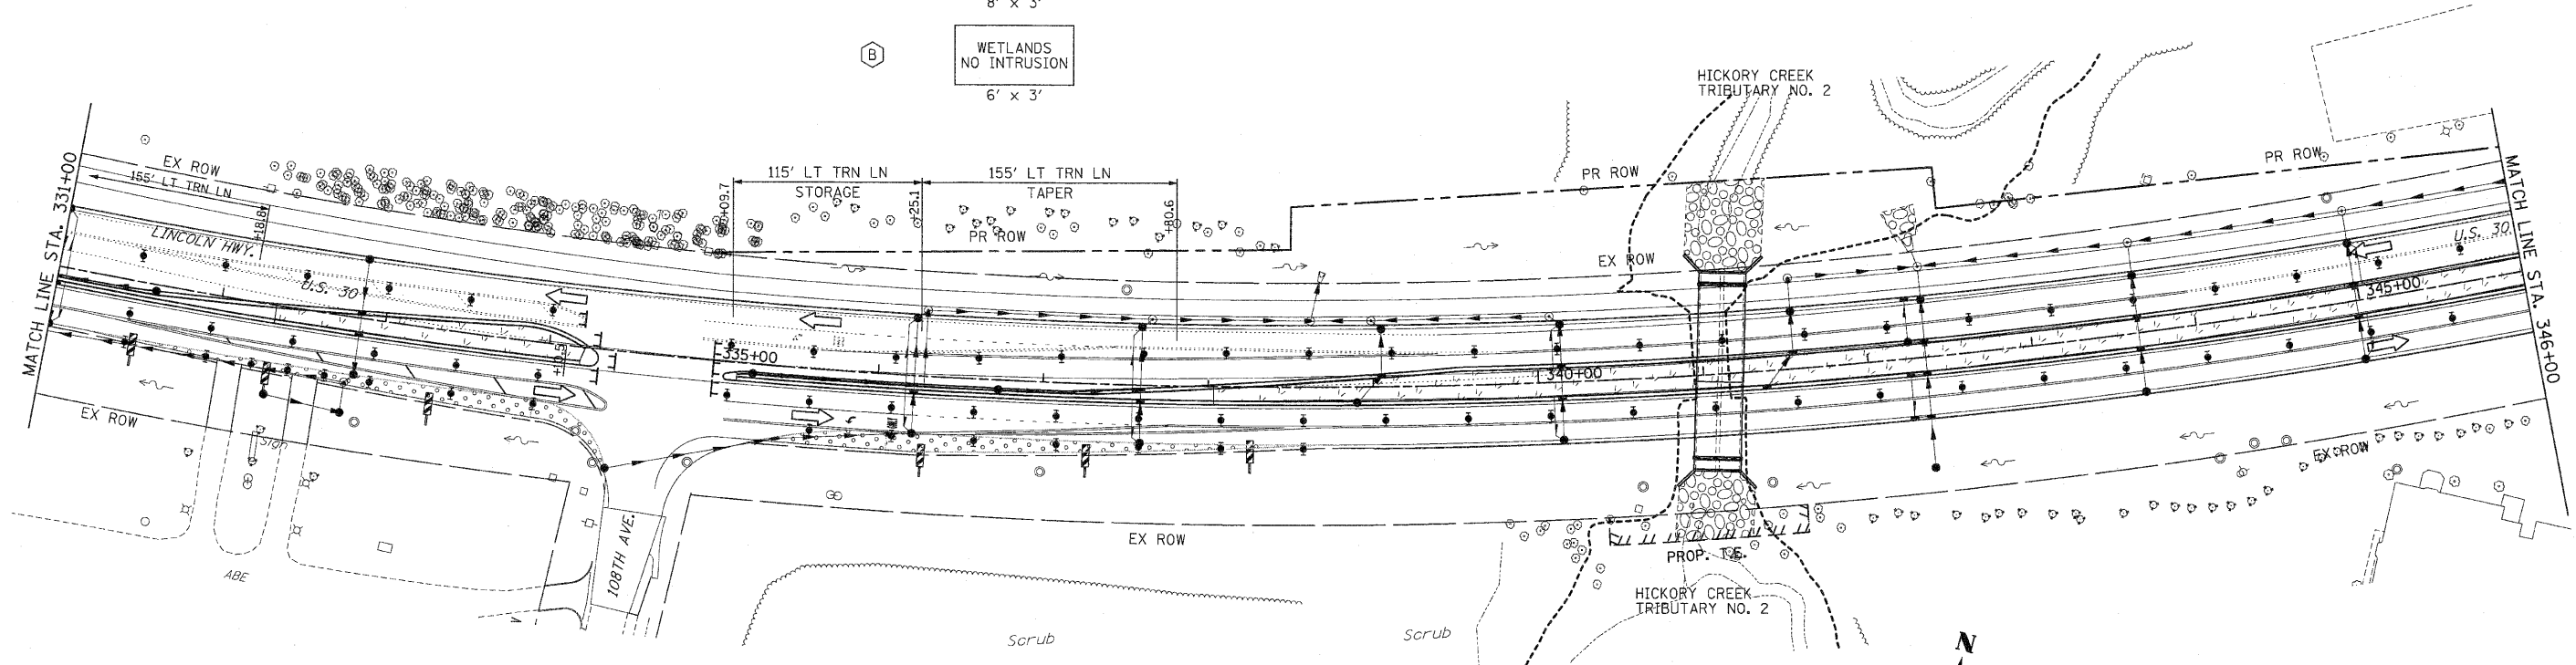 8' x 3'
B
WETLANDS
NO INTRUSION
6' x 3'
HICKORY CREEK
TRIBUTARY NO. 2
MATCH LINE STA. 331+00
EX ROW
155' LT TRN LN
+18.8
LINCOLN HWY.
U.S. 30
115' LT TRN LN
STORAGE
155' LT TRN LN
TAPER
+25.1
+80.6
PR ROW
PR ROW
EX ROW
PR ROW
U.S. 30
MATCH LINE STA. 346+00
335+00
340+00
345+00
EX ROW
Sign
ABE
108TH AVE.
EX ROW
EX ROW
PROP. T.E.
HICKORY CREEK
TRIBUTARY NO. 2
Scrub
Scrub
N